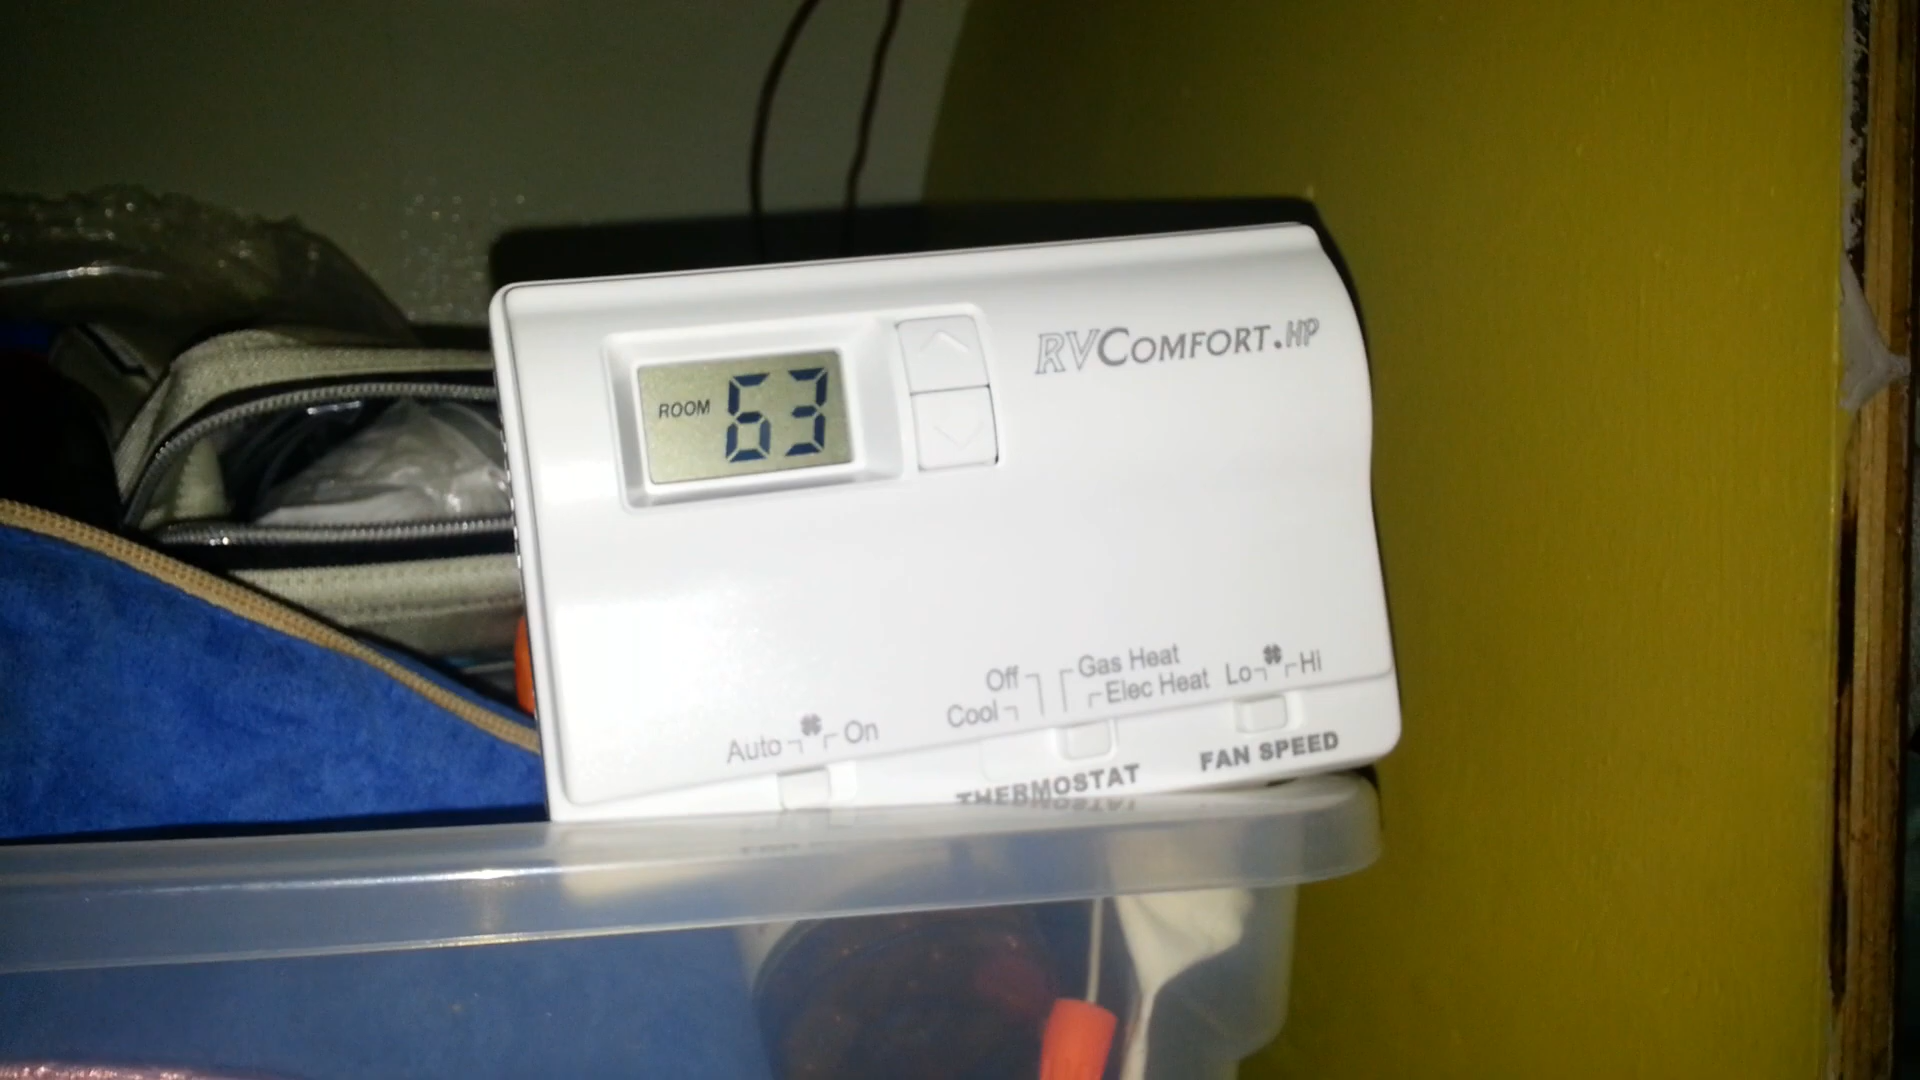 RVCOMFORT.HP
ROOM 63
Off Gas Heat
Cool Elec Heat Lo Hi
Auto On
THERMOSTAT FAN SPEED